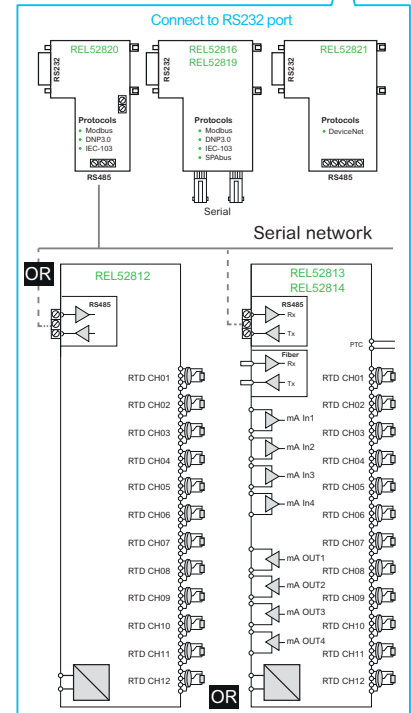 Connect to RS232 port
REL52820
RS232
Protocols
• Modbus
• DNP3.0
• IEC-103
RS485
REL52816
REL52819
RS232
Protocols
• Modbus
• DNP3.0
• IEC-103
• SPAbus
Serial
REL52821
RS232
Protocols
• DeviceNet
RS485
Serial network
OR
REL52812
RS485
RTD CH01
RTD CH02
RTD CH03
RTD CH04
RTD CH05
RTD CH06
RTD CH07
RTD CH08
RTD CH09
RTD CH10
RTD CH11
RTD CH12
OR
REL52813
REL52814
RS485
Rx
Tx
Fiber
Rx
Tx
mA In1
mA In2
mA In3
mA In4
mA OUT1
mA OUT2
mA OUT3
mA OUT4
PTC
RTD CH01
RTD CH02
RTD CH03
RTD CH04
RTD CH05
RTD CH06
RTD CH07
RTD CH08
RTD CH09
RTD CH10
RTD CH11
RTD CH12